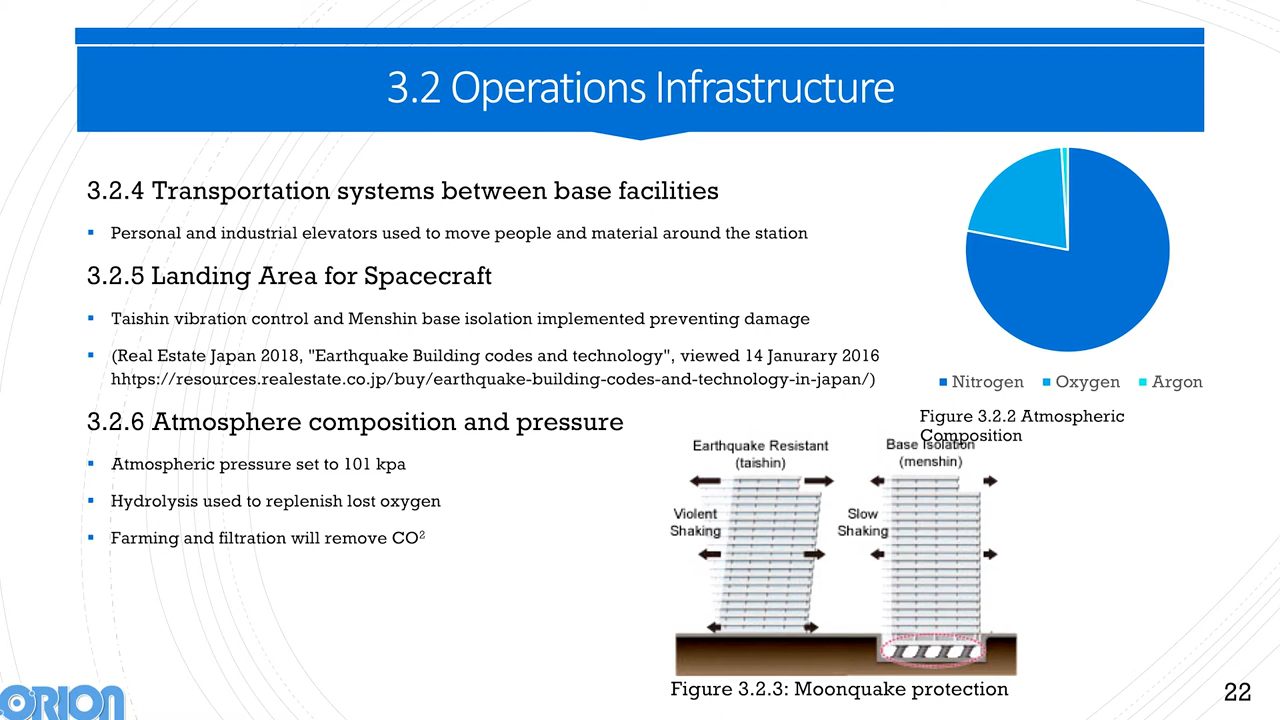 3.2 Operations Infrastructure
3.2.4 Transportation systems between base facilities
Personal and industrial elevators used to move people and material around the station
3.2.5 Landing Area for Spacecraft
Taishin vibration control and Menshin base isolation implemented preventing damage
(Real Estate Japan 2018, "Earthquake Building codes and technology", viewed 14 Janurary 2016
hhtps://resources.realestate.co.jp/buy/earthquake-building-codes-and-technology-in-japan/)
3.2.6 Atmosphere composition and pressure
Atmospheric pressure set to 101 kpa
Hydrolysis used to replenish lost oxygen
Farming and filtration will remove CO²
Nitrogen Oxygen Argon
Figure 3.2.2 Atmospheric
Composition
Earthquake Resistant
(taishin)
Base Isolation
(menshin)
Violent
Shaking
Slow
Shaking
Figure 3.2.3: Moonquake protection
ORION
22